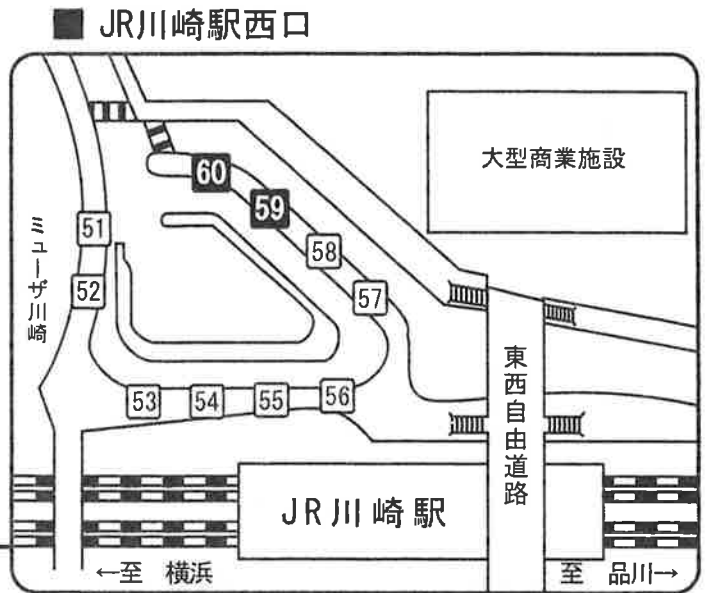 ■ JR川崎駅西口
大型商業施設
60
59
58
57
51
52
ミューザ川崎
53
54
55
56
東西自由道路
JR川崎駅
←至 横浜
至 品川→